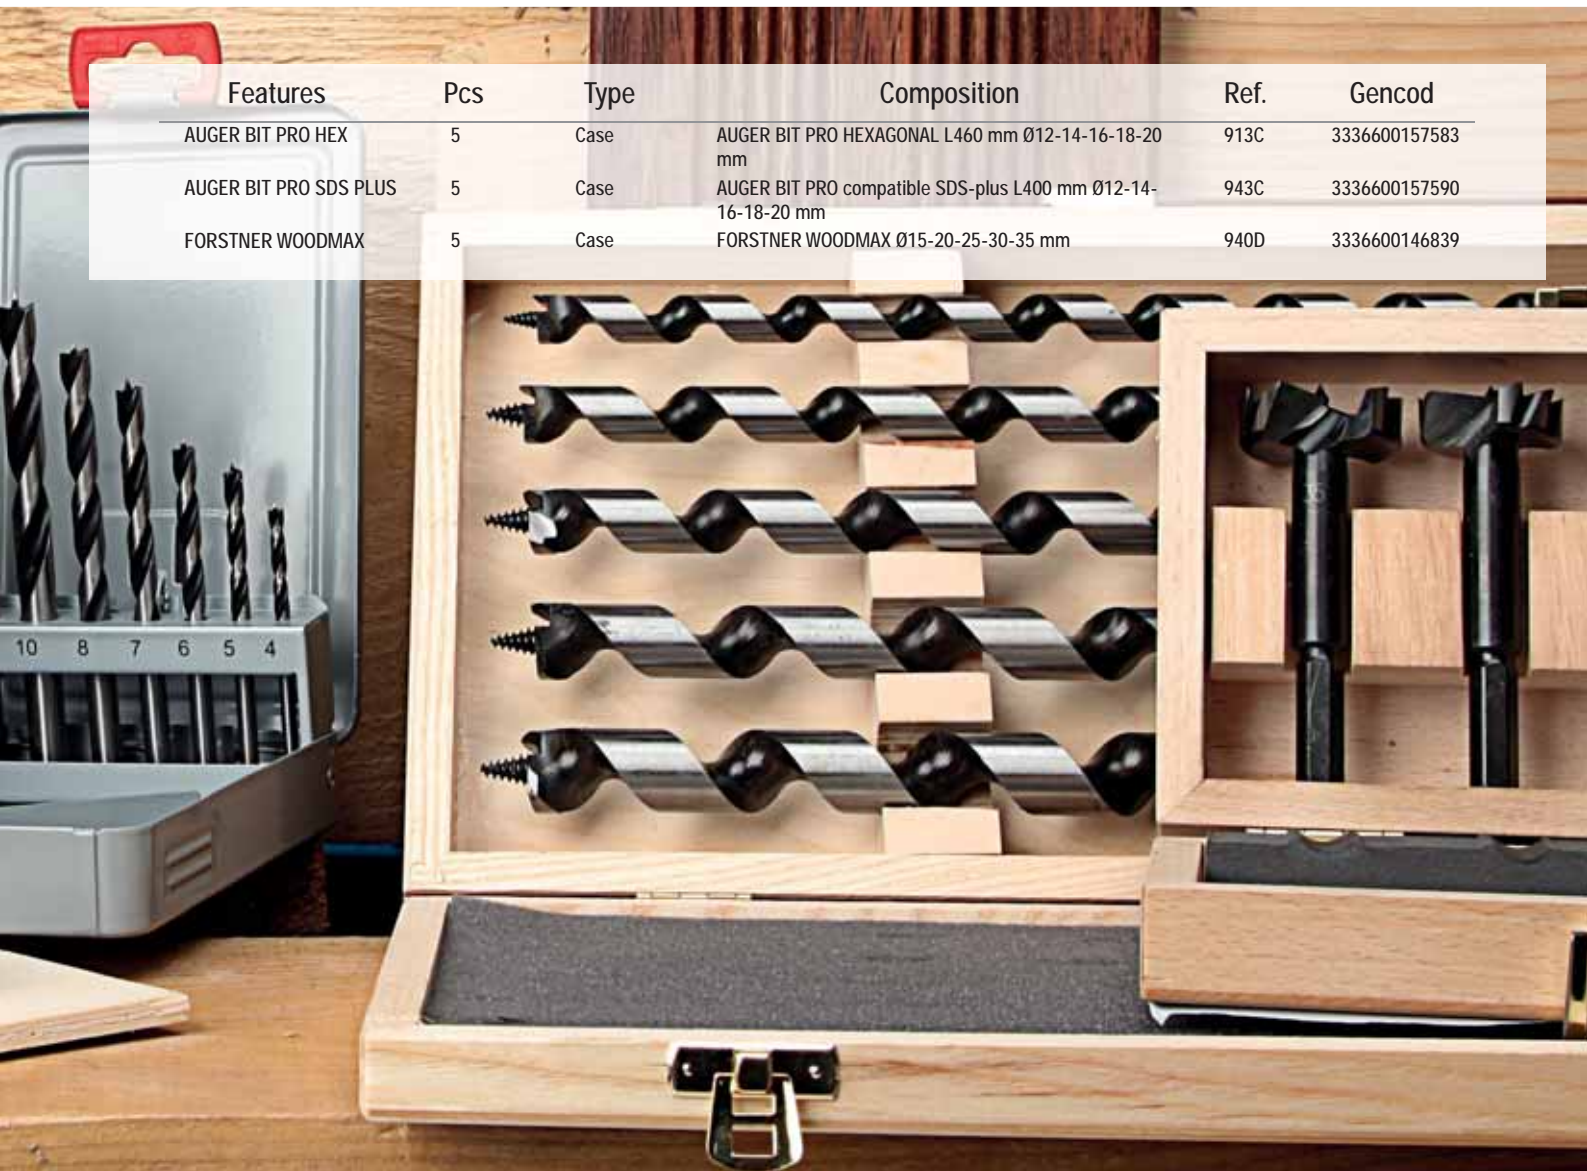 Features Pcs Type Composition Ref. Gencod
AUGER BIT PRO HEX 5 Case AUGER BIT PRO HEXAGONAL L460 mm Ø12-14-16-18-20 913C 3336600157583
mm
AUGER BIT PRO SDS PLUS 5 Case AUGER BIT PRO compatible SDS-plus L400 mm Ø12-14- 943C 3336600157590
16-18-20 mm
FORSTNER WOODMAX 5 Case FORSTNER WOODMAX Ø15-20-25-30-35 mm 940D 3336600146839
10 8 7 6 5 4
35